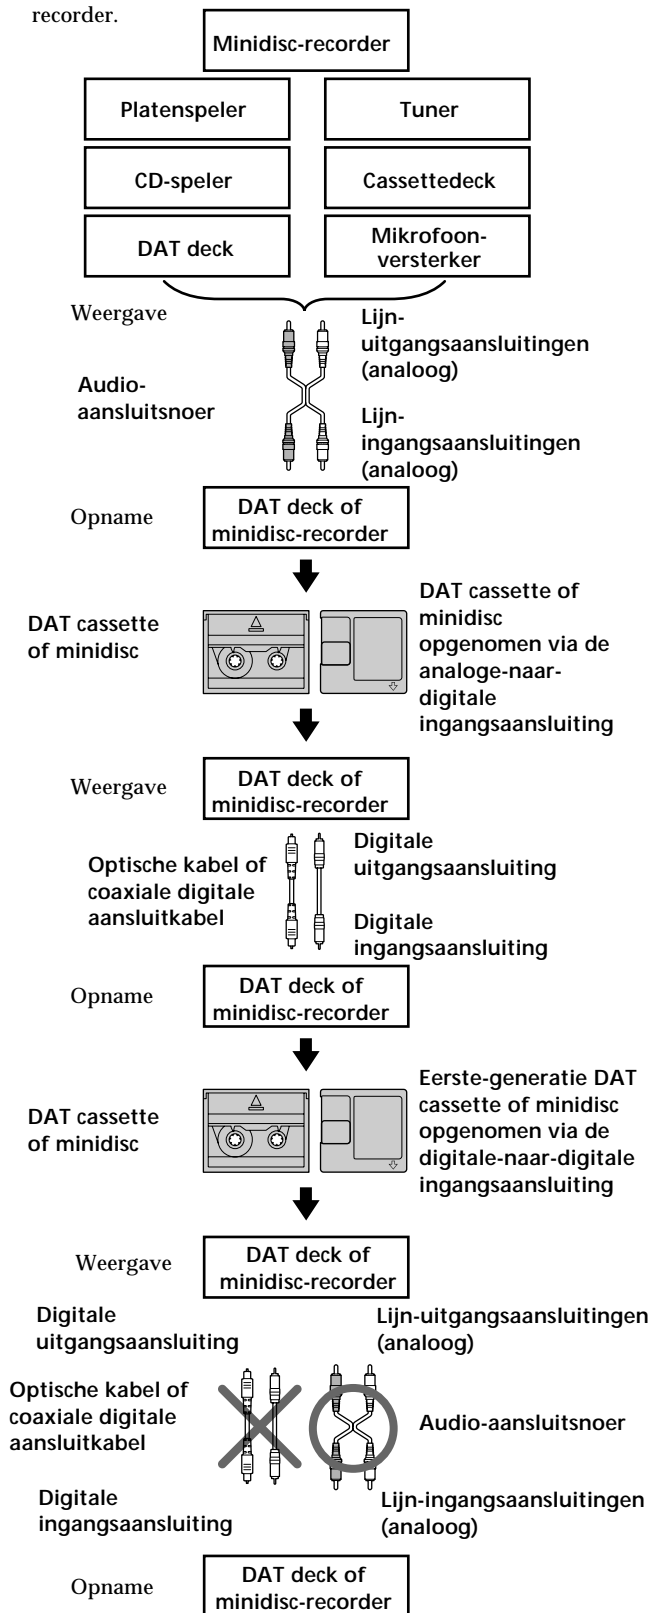 recorder.
Minidisc-recorder
Platenspeler
Tuner
CD-speler
Cassettedeck
DAT deck
Mikrofoon-
versterker
Weergave
Lijn-
uitgangsaansluitingen
(analoog)
Audio-
aansluitsnoer
Lijn-
ingangsaansluitingen
(analoog)
Opname
DAT deck of
minidisc-recorder
DAT cassette
of minidisc
DAT cassette of
minidisc
opgenomen via de
analoge-naar-
digitale
ingangsaansluiting
Weergave
DAT deck of
minidisc-recorder
Optische kabel of
coaxiale digitale
aansluitkabel
Digitale
uitgangsaansluiting
Digitale
ingangsaansluiting
Opname
DAT deck of
minidisc-recorder
DAT cassette
of minidisc
Eerste-generatie DAT
cassette of minidisc
opgenomen via de
digitale-naar-digitale
ingangsaansluiting
Weergave
DAT deck of
minidisc-recorder
Digitale
uitgangsaansluiting
Lijn-uitgangsaansluitingen
(analoog)
Optische kabel of
coaxiale digitale
aansluitkabel
Audio-aansluitsnoer
Digitale
ingangsaansluiting
Lijn-ingangsaansluitingen
(analoog)
Opname
DAT deck of
minidisc-recorder